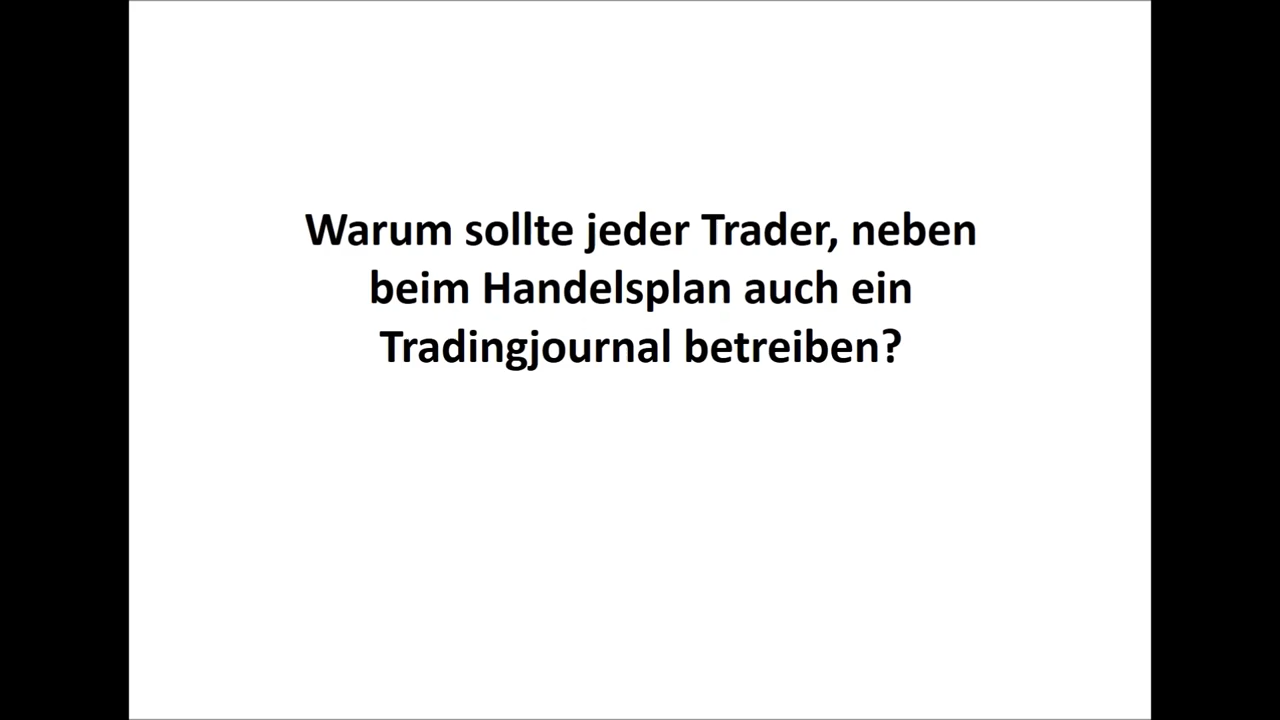 Warum sollte jeder Trader, neben
beim Handelsplan auch ein
Tradingjournal betreiben?